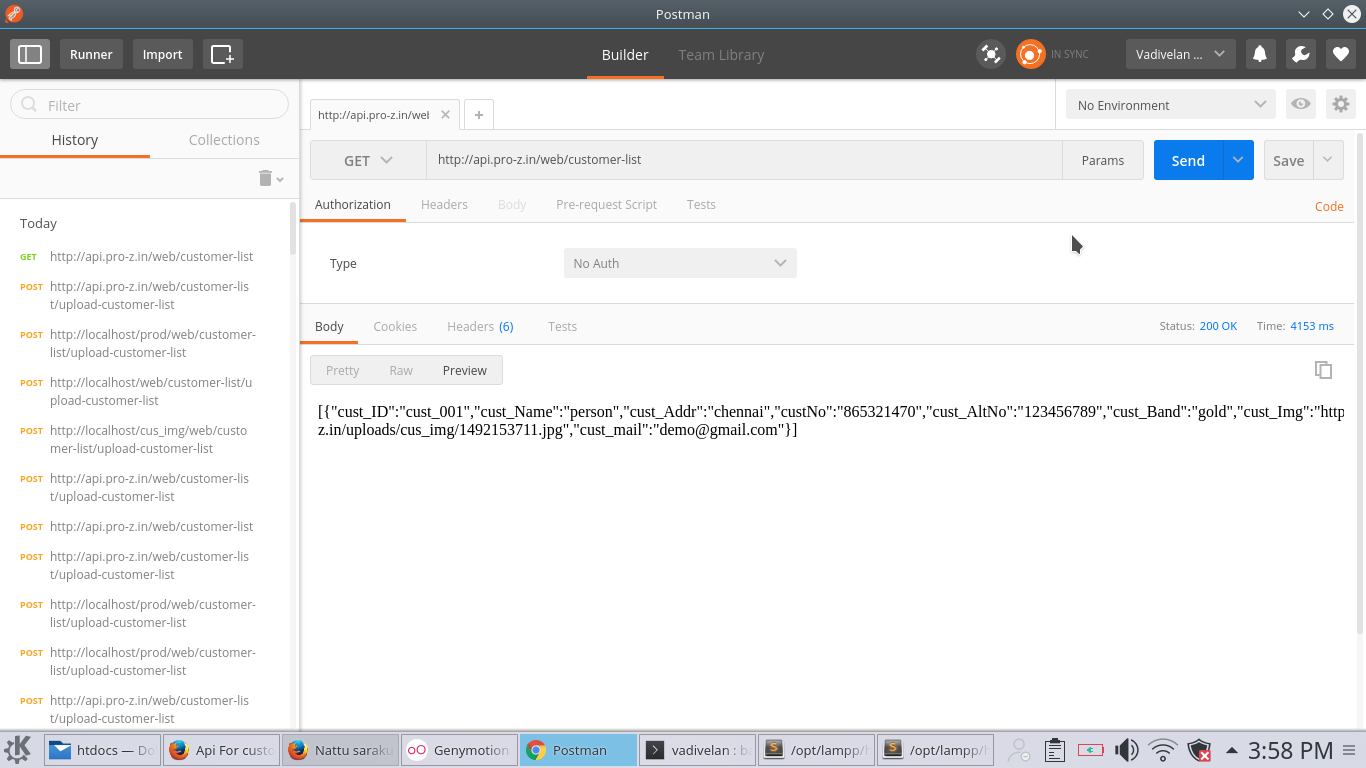 Postman
Runner
Import
Builder
Team Library
IN SYNC
Vadivelan ...
Filter
History
Collections
Today
GET http://api.pro-z.in/web/customer-list
POST http://api.pro-z.in/web/customer-lis
t/upload-customer-list
POST http://localhost/prod/web/customer-
list/upload-customer-list
POST http://localhost/web/customer-list/u
pload-customer-list
POST http://localhost/cus_img/web/custo
mer-list/upload-customer-list
POST http://api.pro-z.in/web/customer-lis
t/upload-customer-list
POST http://api.pro-z.in/web/customer-list
POST http://api.pro-z.in/web/customer-lis
t/upload-customer-list
POST http://localhost/prod/web/customer-
list/upload-customer-list
POST http://localhost/prod/web/customer-
list/upload-customer-list
POST http://api.pro-z.in/web/customer-lis
t/upload-customer-list
http://api.pro-z.in/wel
No Environment
GET
http://api.pro-z.in/web/customer-list
Params
Send
Save
Authorization
Headers
Body
Pre-request Script
Tests
Code
Type
No Auth
Body
Cookies
Headers (6)
Tests
Status: 200 OK
Time: 4153 ms
Pretty
Raw
Preview
[{"cust_ID":"cust_001","cust_Name":"person","cust_Addr":"chennai","custNo":"865321470","cust_AltNo":"123456789","cust_Band":"gold","cust_Img":"http
z.in/uploads/cus_img/1492153711.jpg","cust_mail":"demo@gmail.com"}]
htdocs — Do
Api For custo
Nattu saraku
Genymotion
Postman
vadivelan : b
/opt/lampp/h
/opt/lampp/h
3:58 PM